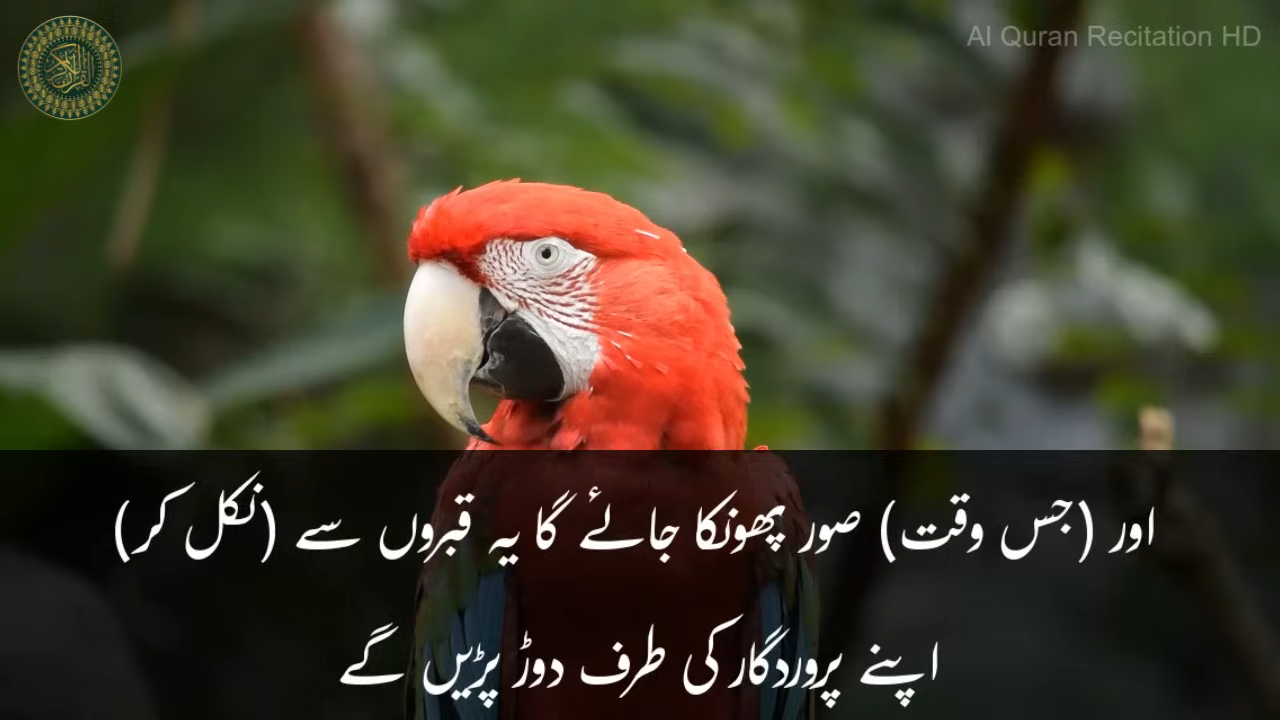 Al Quran Recitation HD
اور (جس وقت) صور پھونکا جائے گا یہ قبروں سے (نکل کر)
اپنے پروردگار کی طرف دوڑ پڑیں گے